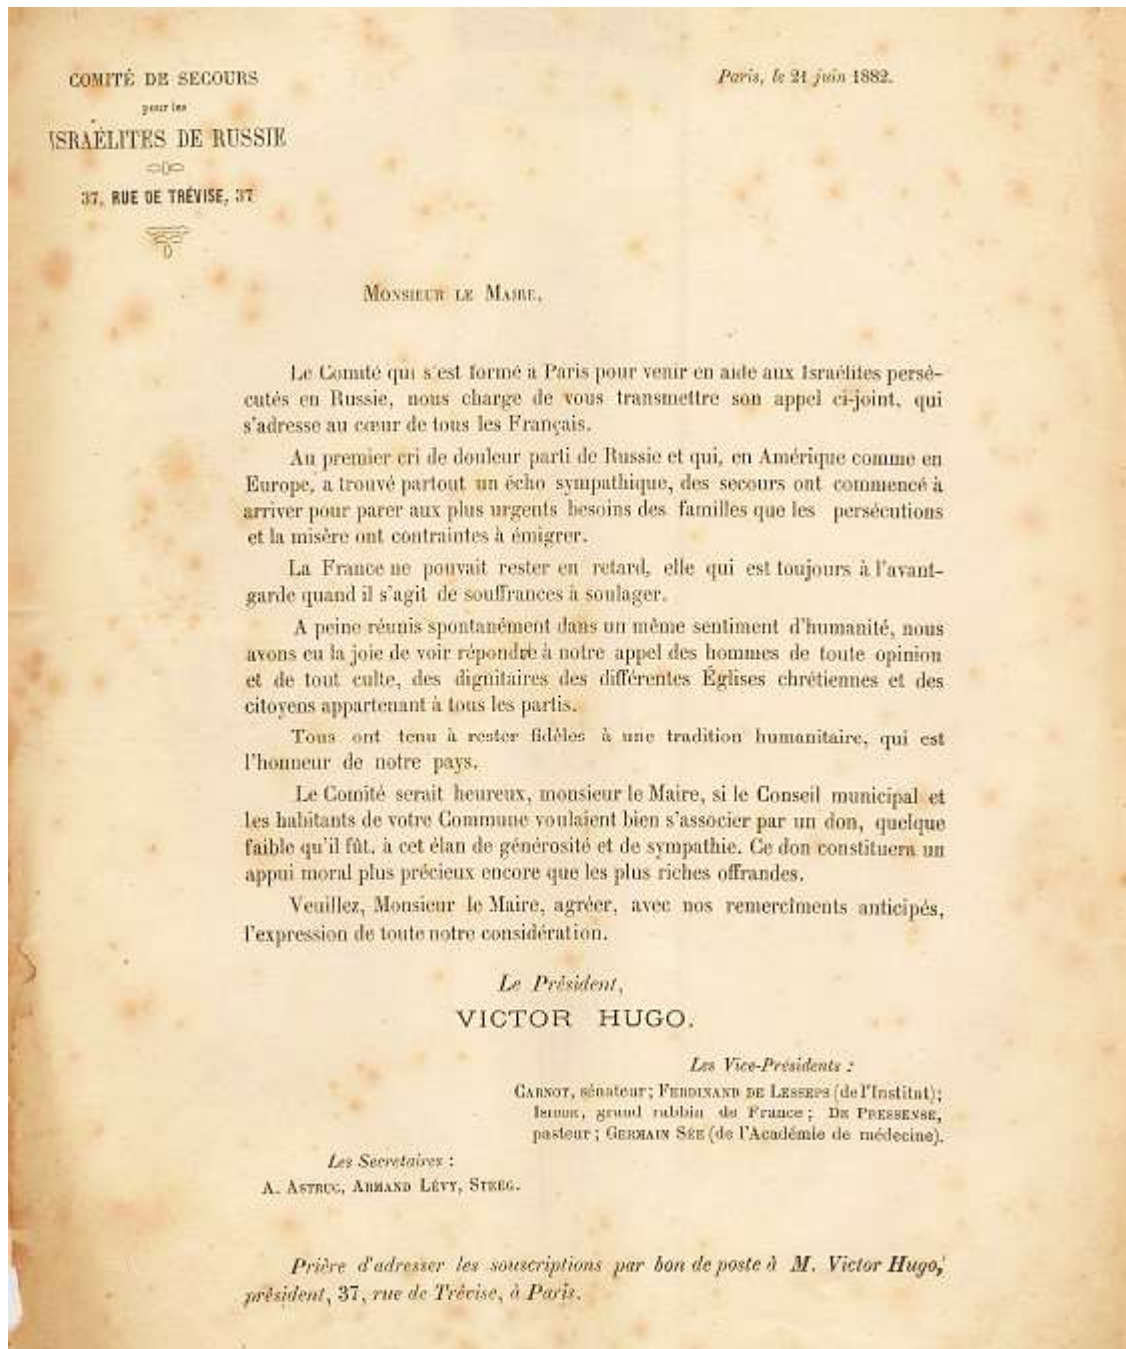 COMITÉ DE SECOURS
pour les
ISRAÉLITES DE RUSSIE
37, RUE DE TRÉVISE, 37
Paris, le 21 juin 1882.
MONSIEUR LE MAIRE,
Le Comité qui s'est formé à Paris pour venir en aide aux Israélites persé-
cutés en Russie, nous charge de vous transmettre son appel ci-joint, qui
s'adresse au cœur de tous les Français.
Au premier cri de douleur parti de Russie et qui, en Amérique comme en
Europe, a trouvé partout un écho sympathique, des secours ont commencé à
arriver pour parer aux plus urgents besoins des familles que les persécutions
et la misère ont contraintes à émigrer.
La France ne pouvait rester en retard, elle qui est toujours à l'avant-
garde quand il s'agit de souffrances à soulager.
A peine réunis spontanément dans un même sentiment d'humanité, nous
avons eu la joie de voir répondre à notre appel des hommes de toute opinion
et de tout culte, des dignitaires des différentes Églises chrétiennes et des
citoyens appartenant à tous les partis.
Tous ont tenu à rester fidèles à une tradition humanitaire, qui est
l'honneur de notre pays.
Le Comité serait heureux, monsieur le Maire, si le Conseil municipal et
les habitants de votre Commune voulaient bien s'associer par un don, quelque
faible qu'il fût, à cet élan de générosité et de sympathie. Ce don constituera un
appui moral plus précieux encore que les plus riches offrandes.
Veuillez, Monsieur le Maire, agréer, avec nos remercîments anticipés,
l'expression de toute notre considération.
Le Président,
VICTOR HUGO.
Les Vice-Présidents :
CARNOT, sénateur; FERDINAND DE LESSEPS (de l'Institut);
ISIDOR, grand rabbin de France; DE PRESSENSE,
pasteur; GERMAIN SÉE (de l'Académie de médecine).
Les Secretaires :
A. ASTRUC, ARMAND LÉVY, STEEG.
Prière d'adresser les souscriptions par bon de poste à M. Victor Hugo,
président, 37, rue de Trévise, à Paris.